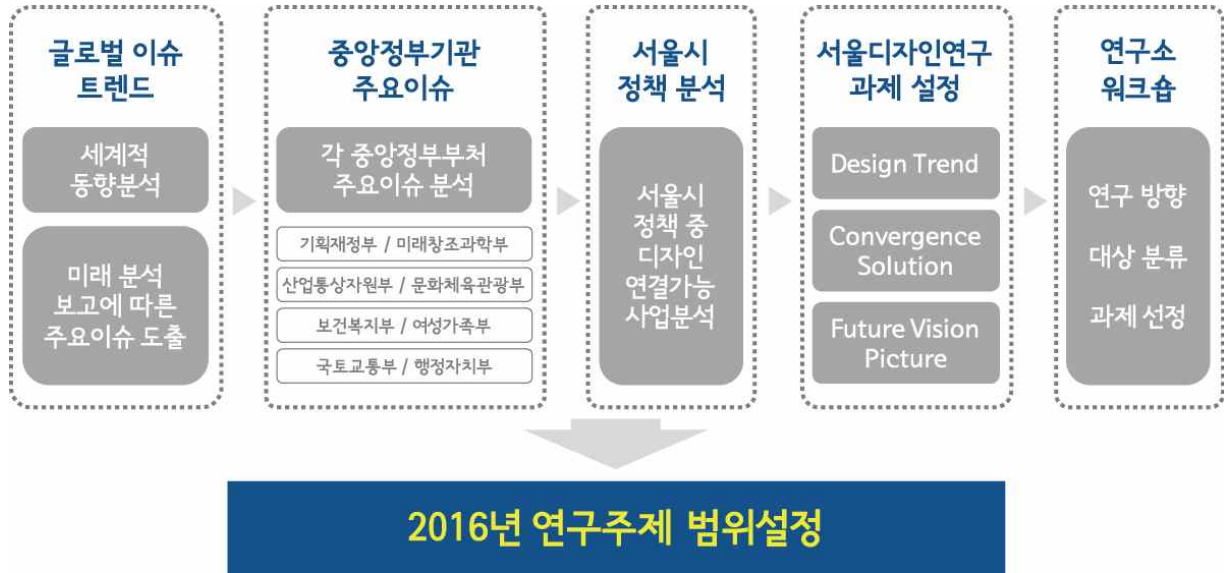 글로벌 이슈
트렌드
세계적
동향분석
미래 분석
보고에 따른
주요이슈 도출
중앙정부기관
주요이슈
각 중앙정부부처
주요이슈 분석
기획재정부 / 미래창조과학부
산업통상자원부 / 문화체육관광부
보건복지부 / 여성가족부
국토교통부 / 행정자치부
서울시
정책 분석
서울시
정책 중
디자인
연결가능
사업분석
서울디자인연구
과제 설정
Design Trend
Convergence
Solution
Future Vision
Picture
연구소
워크숍
연구 방향
대상 분류
과제 선정
2016년 연구주제 범위설정